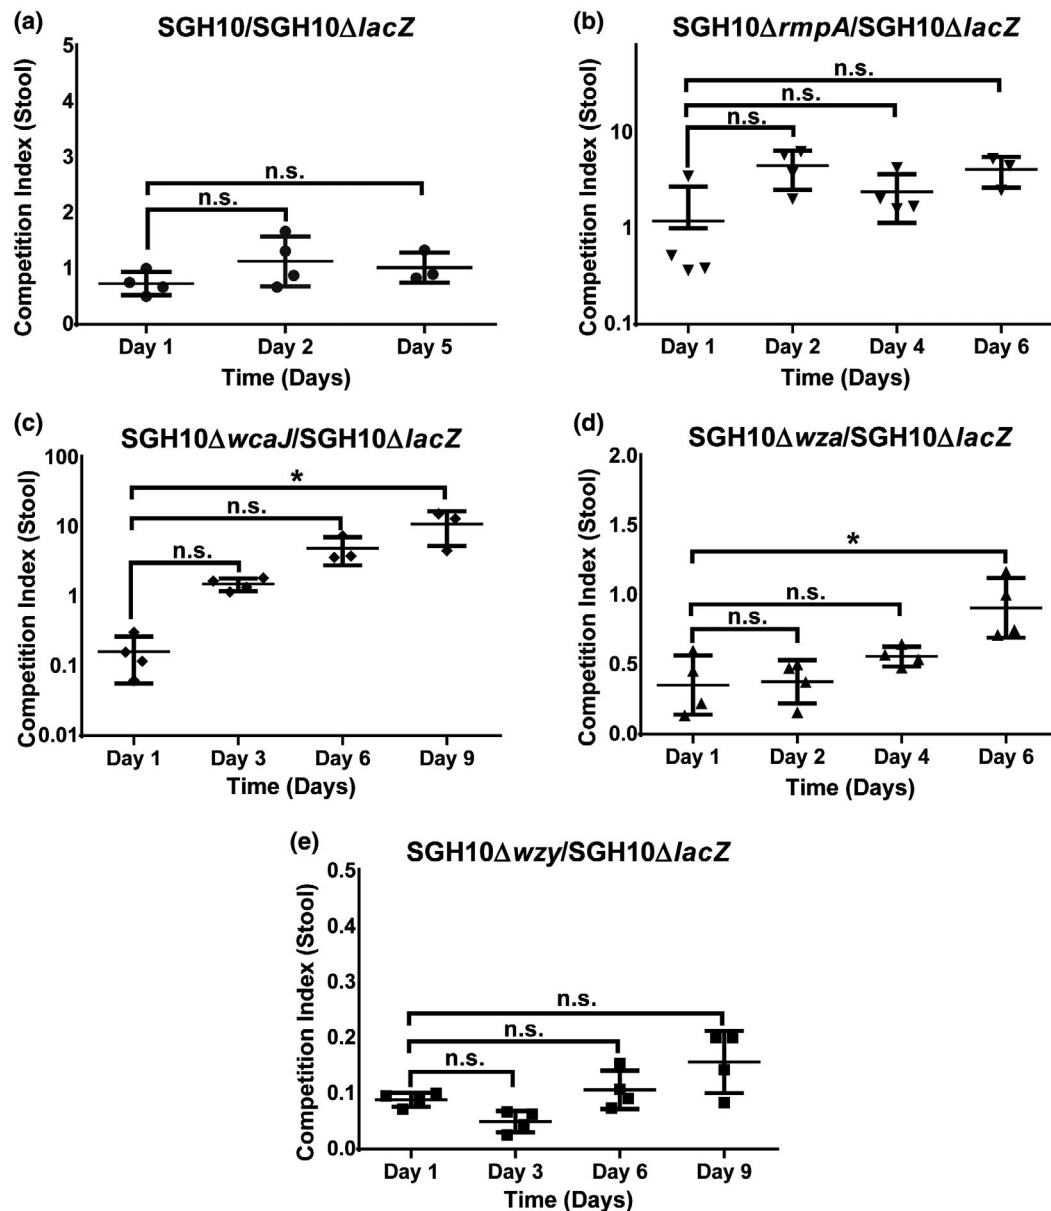 (a)
SGH10/SGH10ΔlacZ
Competition Index (Stool)
5
4
3
2
1
0
n.s.
n.s.
Day 1 Day 2 Day 5
Time (Days)
(b)
SGH10ΔrmpA/SGH10ΔlacZ
Competition Index (Stool)
10
1
0.1
n.s.
n.s.
n.s.
Day 1 Day 2 Day 4 Day 6
Time (Days)
(c)
SGH10ΔwcaJ/SGH10ΔlacZ
Competition Index (Stool)
100
10
1
0.1
0.01
*
n.s.
n.s.
Day 1 Day 3 Day 6 Day 9
Time (Days)
(d)
SGH10Δwza/SGH10ΔlacZ
Competition Index (Stool)
2.0
1.5
1.0
0.5
0.0
*
n.s.
n.s.
Day 1 Day 2 Day 4 Day 6
Time (Days)
(e)
SGH10Δwzy/SGH10ΔlacZ
Competition Index (Stool)
0.5
0.4
0.3
0.2
0.1
0.0
n.s.
n.s.
n.s.
Day 1 Day 3 Day 6 Day 9
Time (Days)